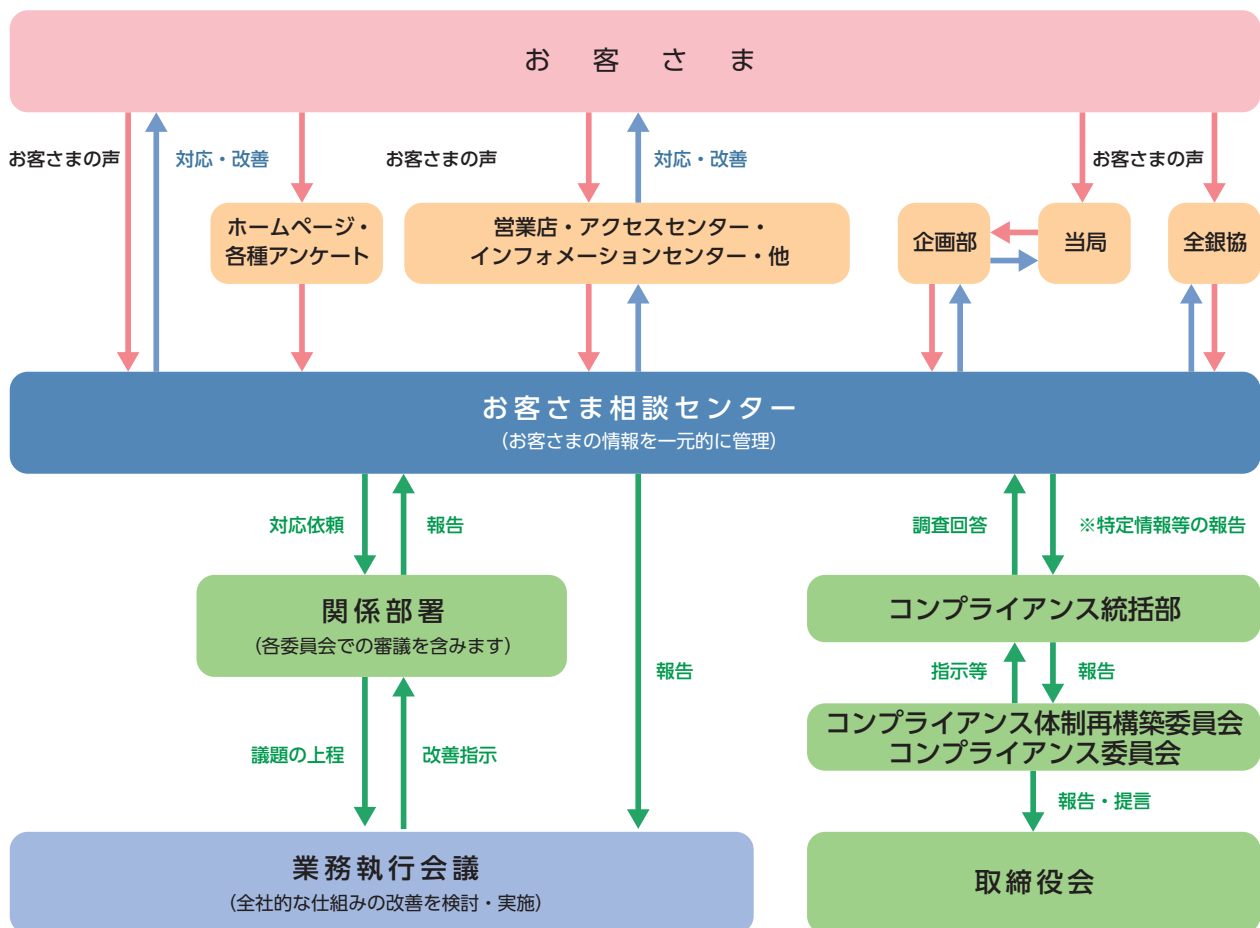 お客さま
お客さまの声
対応・改善
お客さまの声
対応・改善
お客さまの声
ホームページ・
各種アンケート
営業店・アクセスセンター・
インフォメーションセンター・他
企画部
当局
全銀協
お客さま相談センター
（お客さまの情報を一元的に管理）
対応依頼
報告
調査回答
※特定情報等の報告
関係部署
（各委員会での審議を含みます）
コンプライアンス統括部
報告
指示等
報告
コンプライアンス体制再構築委員会
コンプライアンス委員会
議題の上程
改善指示
報告・提言
業務執行会議
（全社的な仕組みの改善を検討・実施）
取締役会